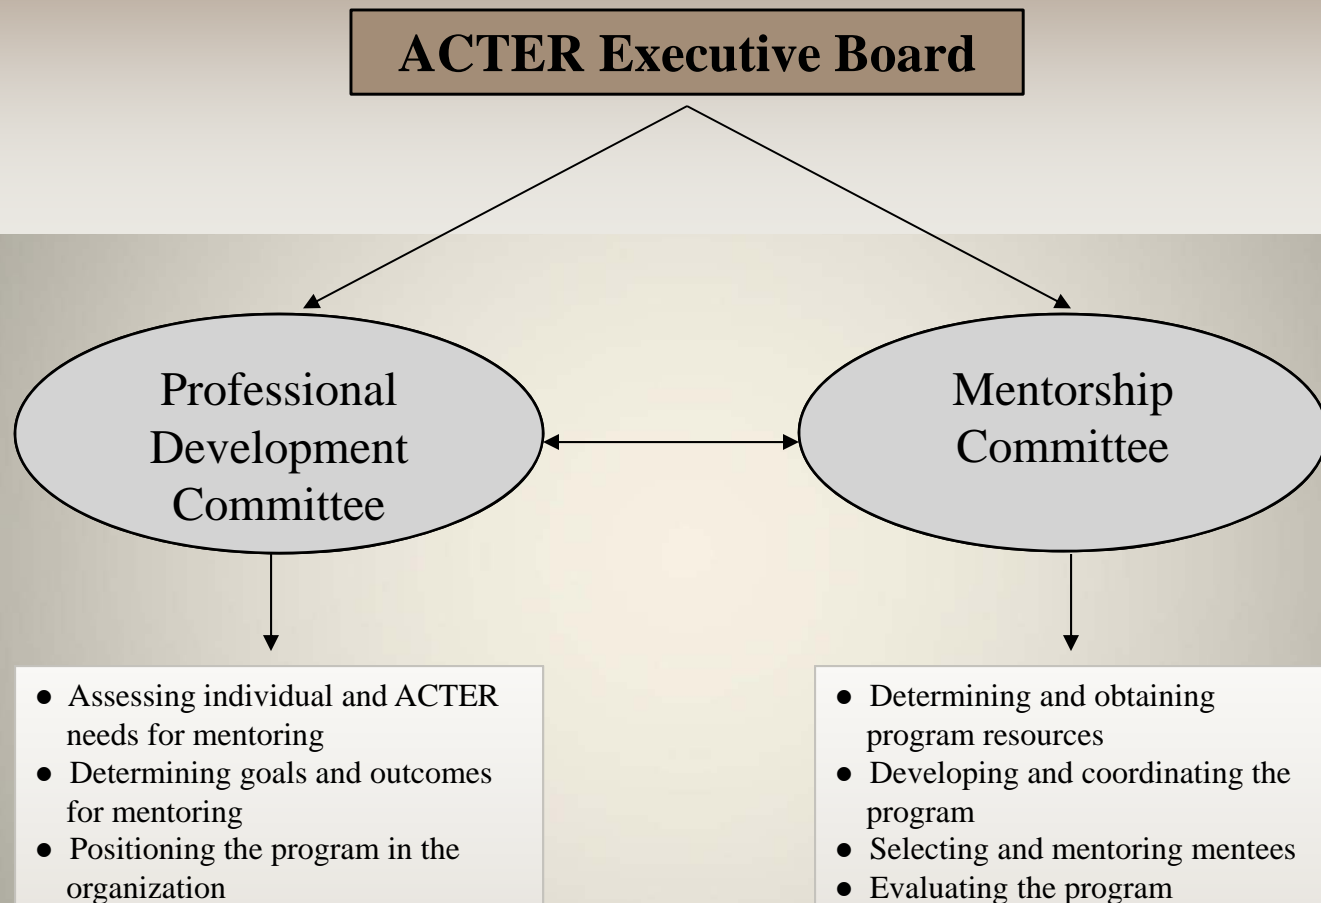 ACTER Executive Board
Professional
Development
Committee
Mentorship
Committee
● Assessing individual and ACTER
needs for mentoring
● Determining goals and outcomes
for mentoring
● Positioning the program in the
organization
● Determining and obtaining
program resources
● Developing and coordinating the
program
● Selecting and mentoring mentees
● Evaluating the program